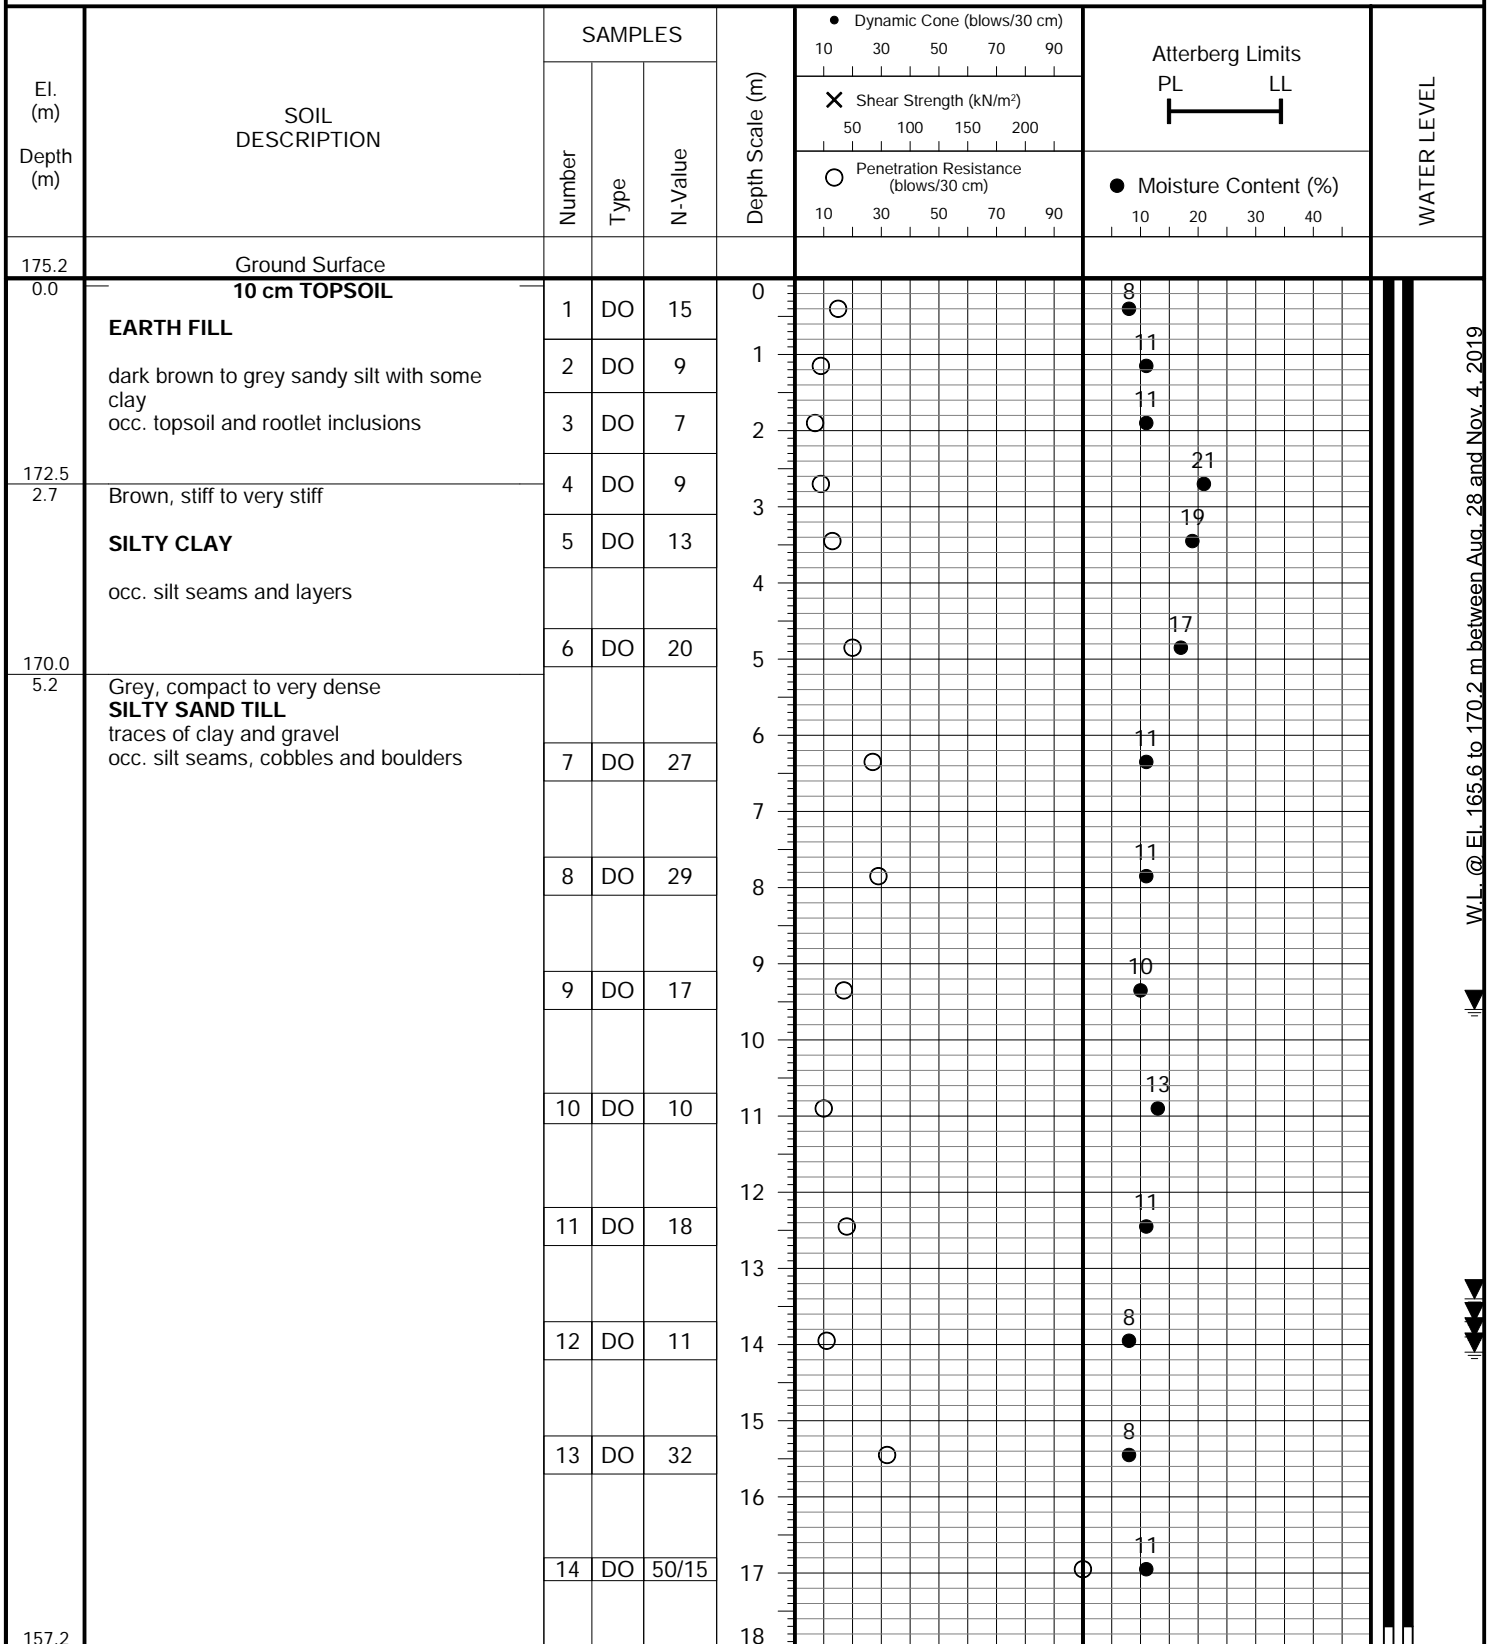 El.
(m)
Depth
(m)
SOIL
DESCRIPTION
SAMPLES
Number
Type
N-Value
Depth Scale (m)
Dynamic Cone (blows/30 cm)
10 30 50 70 90
Shear Strength (kN/m²)
50 100 150 200
Penetration Resistance
(blows/30 cm)
10 30 50 70 90
Atterberg Limits
PL LL
Moisture Content (%)
10 20 30 40
WATER LEVEL
175.2 Ground Surface
0.0 10 cm TOPSOIL 0
EARTH FILL
dark brown to grey sandy silt with some
clay
occ. topsoil and rootlet inclusions
1 DO 15 8
1
2 DO 9 11
3 DO 7 11
2
172.5
2.7 Brown, stiff to very stiff
SILTY CLAY
occ. silt seams and layers
4 DO 9 21
3
5 DO 13 19
4
6 DO 20 17
5
170.0
5.2 Grey, compact to very dense
SILTY SAND TILL
traces of clay and gravel
occ. silt seams, cobbles and boulders
6
7 DO 27 11
7
8 DO 29 11
8
9
9 DO 17 10
10
10 DO 10 13
11
12
11 DO 18 11
13
12 DO 11 8
14
15
13 DO 32 8
16
14 DO 50/15 11
17
157.2 18
W.L. @ El. 165.6 to 170.2 m between Aug. 28 and Nov. 4, 2019